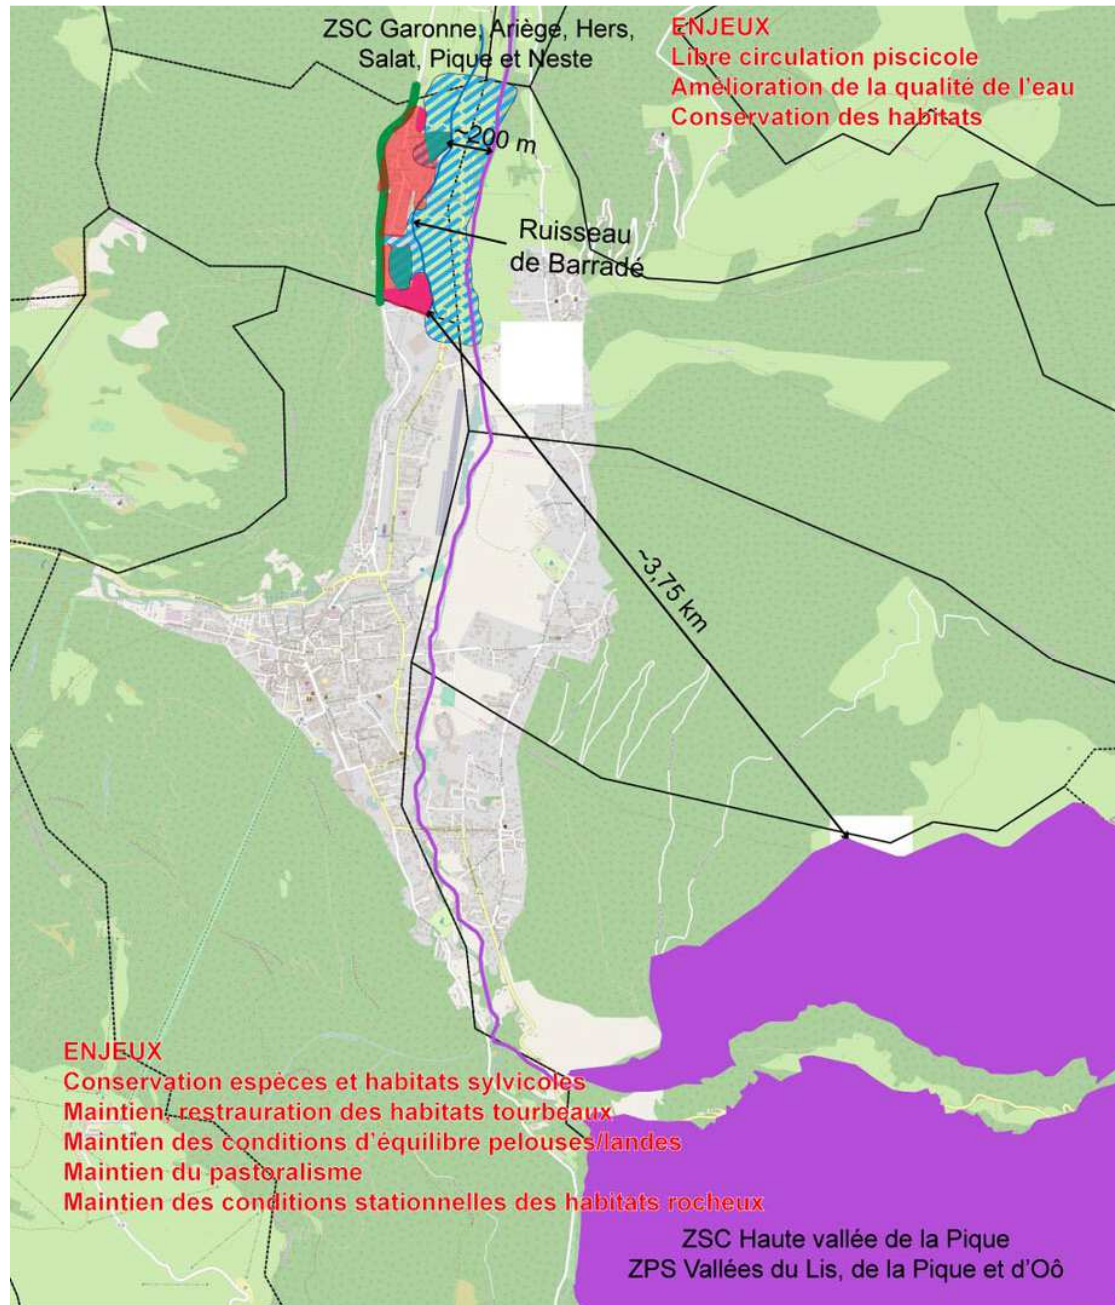 ZSC Garonne, Ariège, Hers,
Salat, Pique et Neste
ENJEUX
Libre circulation piscicole
Amélioration de la qualité de l'eau
Conservation des habitats
~200 m
Ruisseau
de Barradé
~3,75 km
ENJEUX
Conservation espèces et habitats sylvicoles
Maintien, restrauration des habitats tourbeaux
Maintien des conditions d'équilibre pelouses/landes
Maintien du pastoralisme
Maintien des conditions stationnelles des habitats rocheux
ZSC Haute vallée de la Pique
ZPS Vallées du Lis, de la Pique et d'Oô